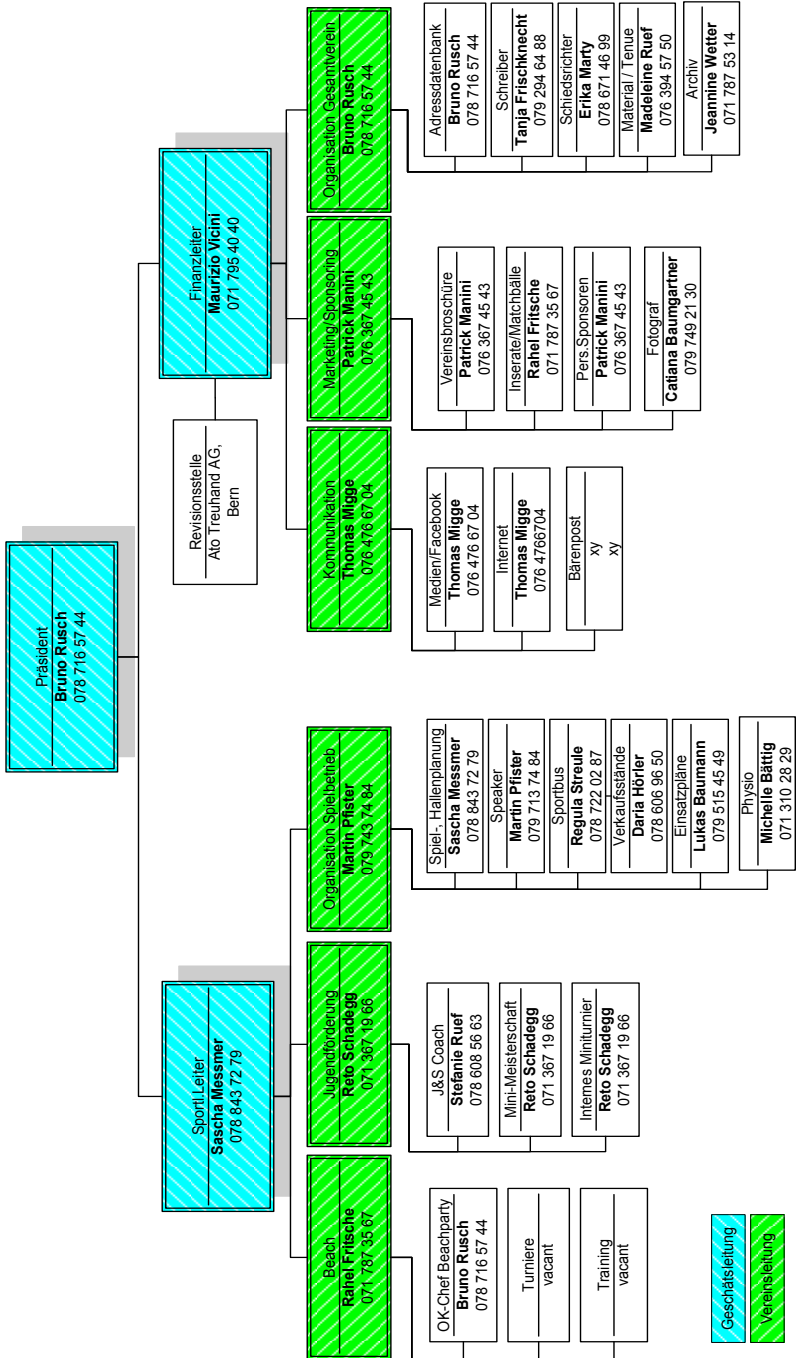 Präsident
Bruno Rusch
078 716 57 44
Sportl.Leiter
Sascha Messmer
078 843 72 79
Finanzleiter
Maurizio Vicini
071 795 40 40
Revisionsstelle
Ato Treuhand AG,
Bern
Beach
Rahel Fritsche
071 787 35 67
Jugendförderung
Reto Schadegg
071 367 19 66
Organisation Spielbetrieb
Martin Pfister
079 743 74 84
Kommunikation
Thomas Migge
076 476 67 04
Marketing/Sponsoring
Patrick Manini
076 367 45 43
Organisation Gesamtverein
Bruno Rusch
078 716 57 44
OK-Chef Beachparty
Bruno Rusch
078 716 57 44
Turniere
vacant
Training
vacant
J&S Coach
Stefanie Ruef
078 608 56 63
Mini-Meisterschaft
Reto Schadegg
071 367 19 66
Internes Miniturnier
Reto Schadegg
071 367 19 66
Spiel-, Hallenplanung
Sascha Messmer
078 843 72 79
Speaker
Martin Pfister
079 713 74 84
Sportbus
Regula Streule
078 722 02 87
Verkaufsstände
Daria Hörler
078 606 96 50
Einsatzpläne
Lukas Baumann
079 515 45 49
Physio
Michelle Bättig
071 310 28 29
Medien/Facebook
Thomas Migge
076 476 67 04
Internet
Thomas Migge
076 4766704
Bärenpost
xy
xy
Vereinsbroschüre
Patrick Manini
076 367 45 43
Inserate/Matchbälle
Rahel Fritsche
071 787 35 67
Pers.Sponsoren
Patrick Manini
076 367 45 43
Fotograf
Catiana Baumgartner
079 749 21 30
Adressdatenbank
Bruno Rusch
078 716 57 44
Schreiber
Tanja Frischknecht
079 294 64 88
Schiedsrichter
Erika Marty
078 671 46 99
Material / Tenue
Madeleine Ruef
076 394 57 50
Archiv
Jeannine Wetter
071 787 53 14
Geschätsleitung
Vereinsleitung